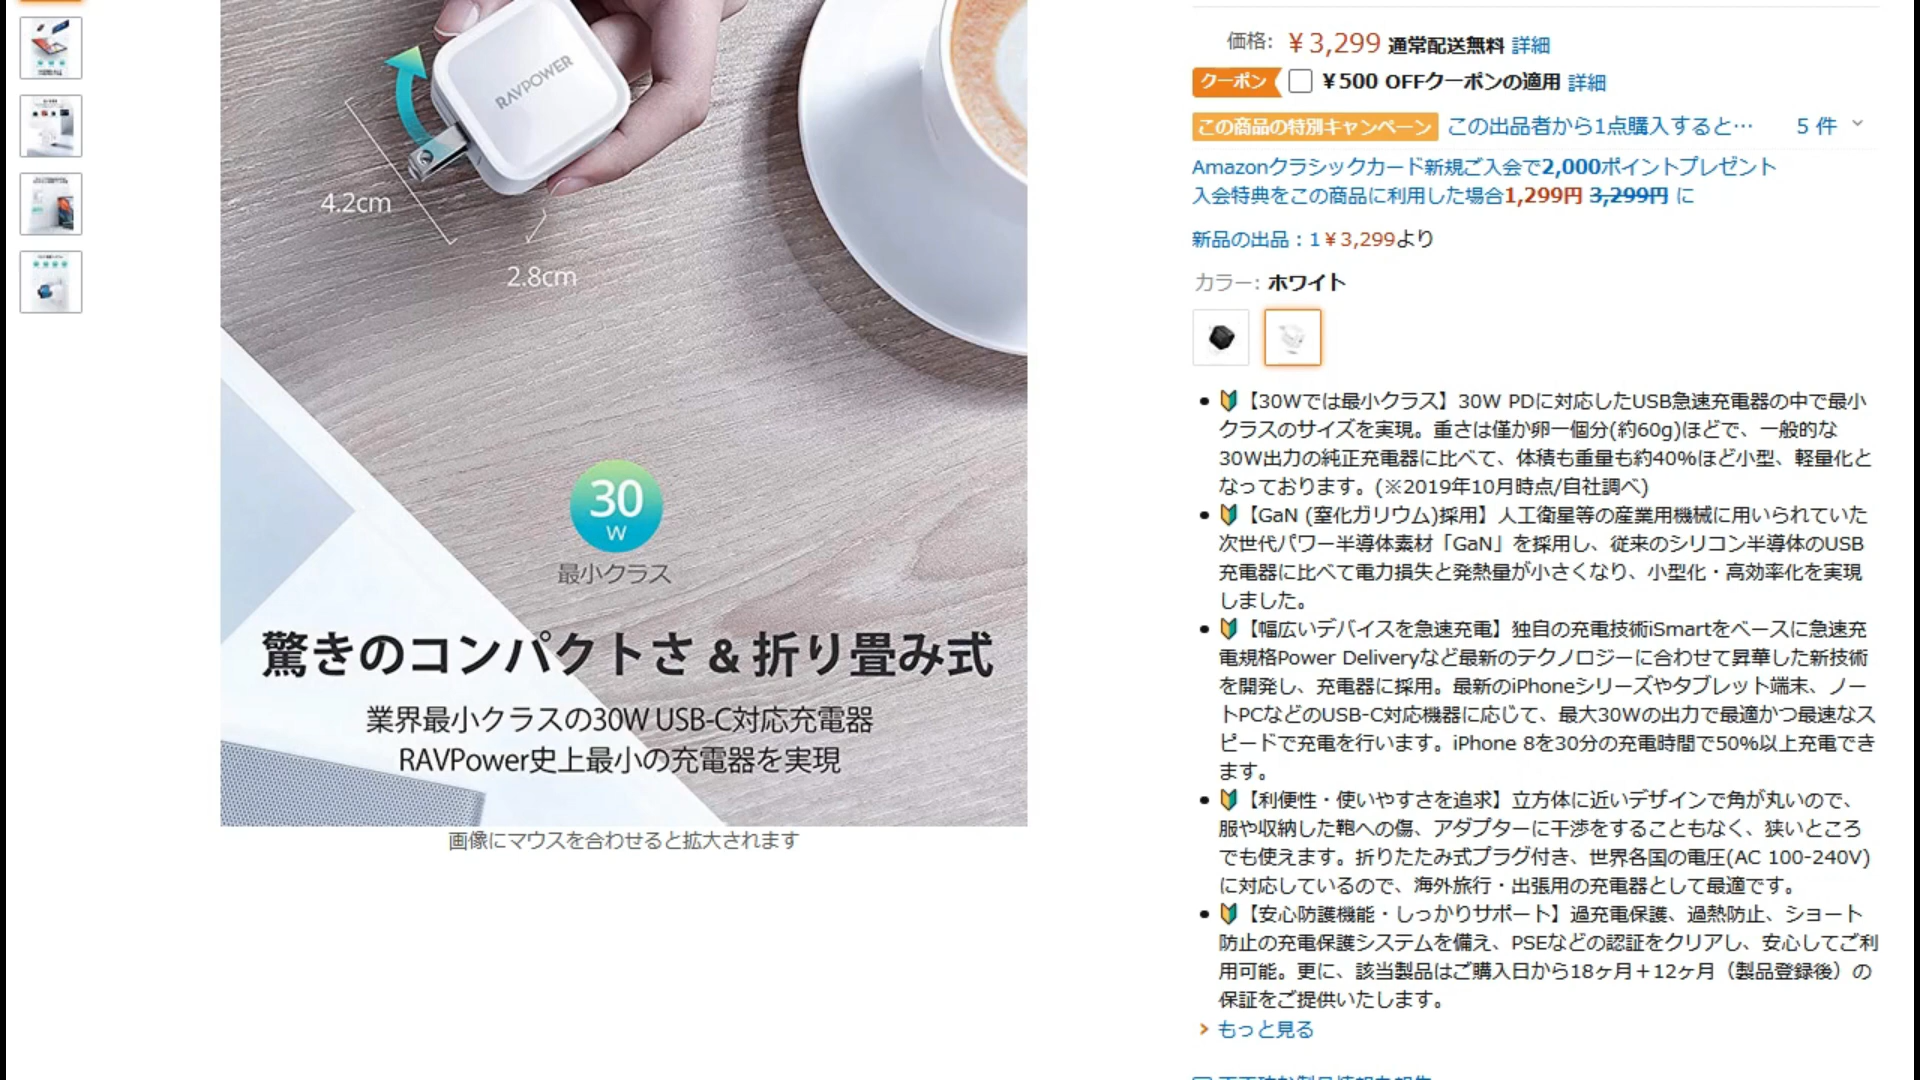 RAVPOWER
4.2cm
2.8cm
30
W
最小クラス
驚きのコンパクトさ & 折り畳み式
業界最小クラスの30W USB-C対応充電器
RAVPower史上最小の充電器を実現
画像にマウスを合わせると拡大されます
価格: ¥3,299 通常配送無料 詳細
クーポン ¥500 OFFクーポンの適用 詳細
この商品の特別キャンペーン この出品者から1点購入すると… 5 件
Amazonクラシックカード新規ご入会で2,000ポイントプレゼント
入会特典をこの商品に利用した場合1,299円 3,299円 に
新品の出品：1¥3,299より
カラー: ホワイト
【30Wでは最小クラス】30W PDに対応したUSB急速充電器の中で最小
クラスのサイズを実現。重さは僅か卵一個分(約60g)ほどで、一般的な
30W出力の純正充電器に比べて、体積も重量も約40%ほど小型、軽量化と
なっております。(※2019年10月時点/自社調べ)
【GaN (窒化ガリウム)採用】人工衛星等の産業用機械に用いられていた
次世代パワー半導体素材「GaN」を採用し、従来のシリコン半導体のUSB
充電器に比べて電力損失と発熱量が小さくなり、小型化・高効率化を実現
しました。
【幅広いデバイスを急速充電】独自の充電技術iSmartをベースに急速充
電規格Power Deliveryなど最新のテクノロジーに合わせて昇華した新技術
を開発し、充電器に採用。最新のiPhoneシリーズやタブレット端末、ノー
トPCなどのUSB-C対応機器に応じて、最大30Wの出力で最適かつ最速なス
ピードで充電を行います。iPhone 8を30分の充電時間で50%以上充電でき
ます。
【利便性・使いやすさを追求】立方体に近いデザインで角が丸いので、
服や収納した鞄への傷、アダプターに干渉をすることもなく、狭いところ
でも使えます。折りたたみ式プラグ付き、世界各国の電圧(AC 100-240V)
に対応しているので、海外旅行・出張用の充電器として最適です。
【安心防護機能・しっかりサポート】過充電保護、過熱防止、ショート
防止の充電保護システムを備え、PSEなどの認証をクリアし、安心してご利
用可能。更に、該当製品はご購入日から18ヶ月＋12ヶ月（製品登録後）の
保証をご提供いたします。
もっと見る